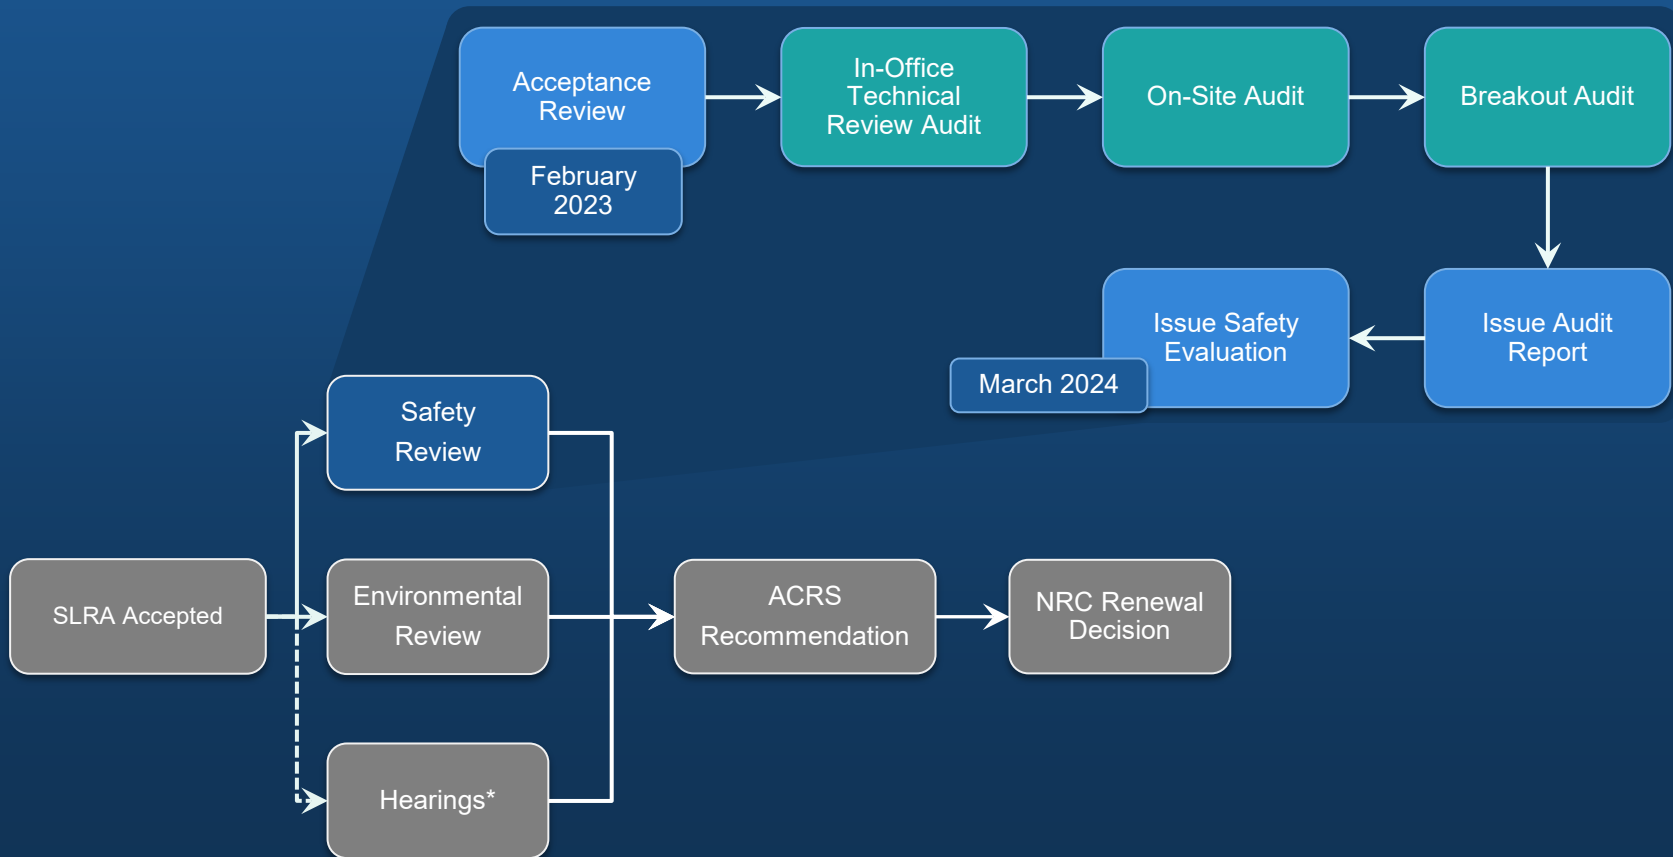 Acceptance
Review
February
2023
In-Office
Technical
Review Audit
On-Site Audit
Breakout Audit
Issue Audit
Report
Issue Safety
Evaluation
March 2024
Safety
Review
SLRA Accepted
Environmental
Review
Hearings*
ACRS
Recommendation
NRC Renewal
Decision